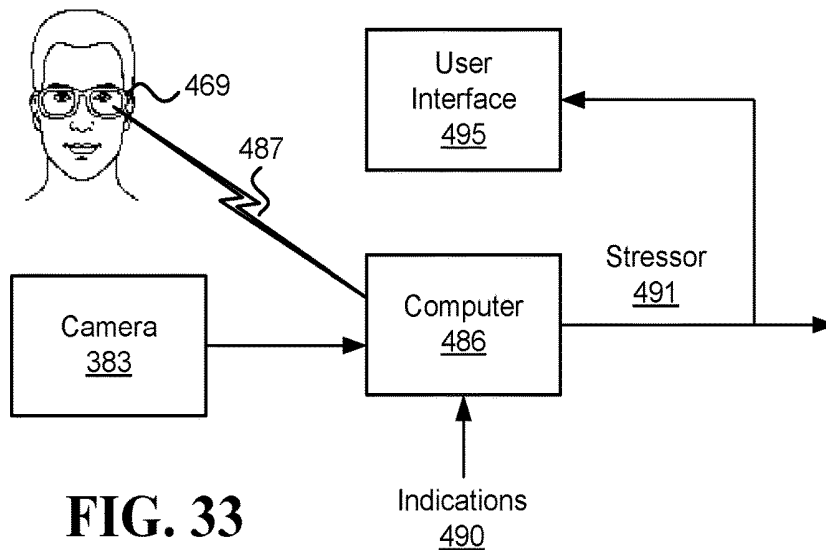 469
487
User
Interface
495
Stressor
491
Camera
383
Computer
486
Indications
490
FIG. 33